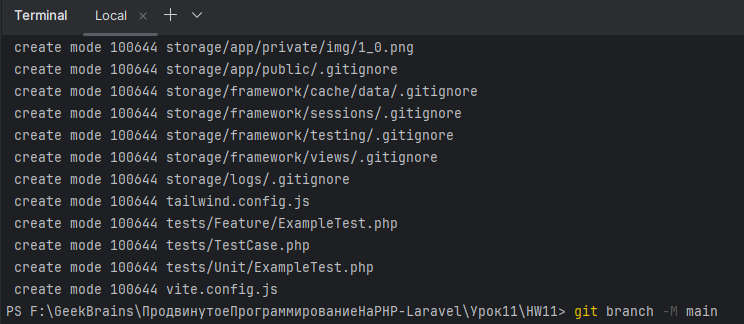 Terminal Local × + ⌄
create mode 100644 storage/app/private/img/1_0.png
create mode 100644 storage/app/public/.gitignore
create mode 100644 storage/framework/cache/data/.gitignore
create mode 100644 storage/framework/sessions/.gitignore
create mode 100644 storage/framework/testing/.gitignore
create mode 100644 storage/framework/views/.gitignore
create mode 100644 storage/logs/.gitignore
create mode 100644 tailwind.config.js
create mode 100644 tests/Feature/ExampleTest.php
create mode 100644 tests/TestCase.php
create mode 100644 tests/Unit/ExampleTest.php
create mode 100644 vite.config.js
PS F:\GeekBrains\ПродвинутоеПрограммированиеНаPHP-Laravel\Урок11\HW11> git branch -M main